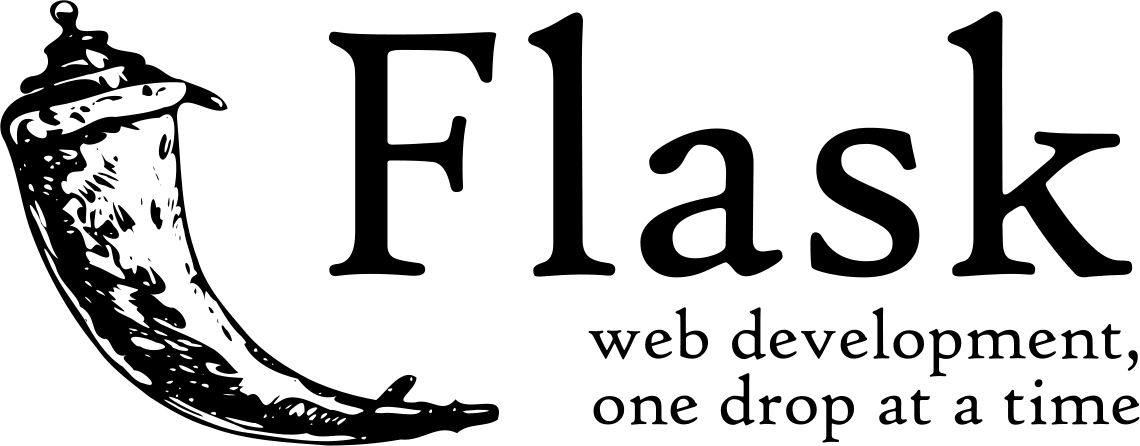 Flask
web development,
one drop at a time